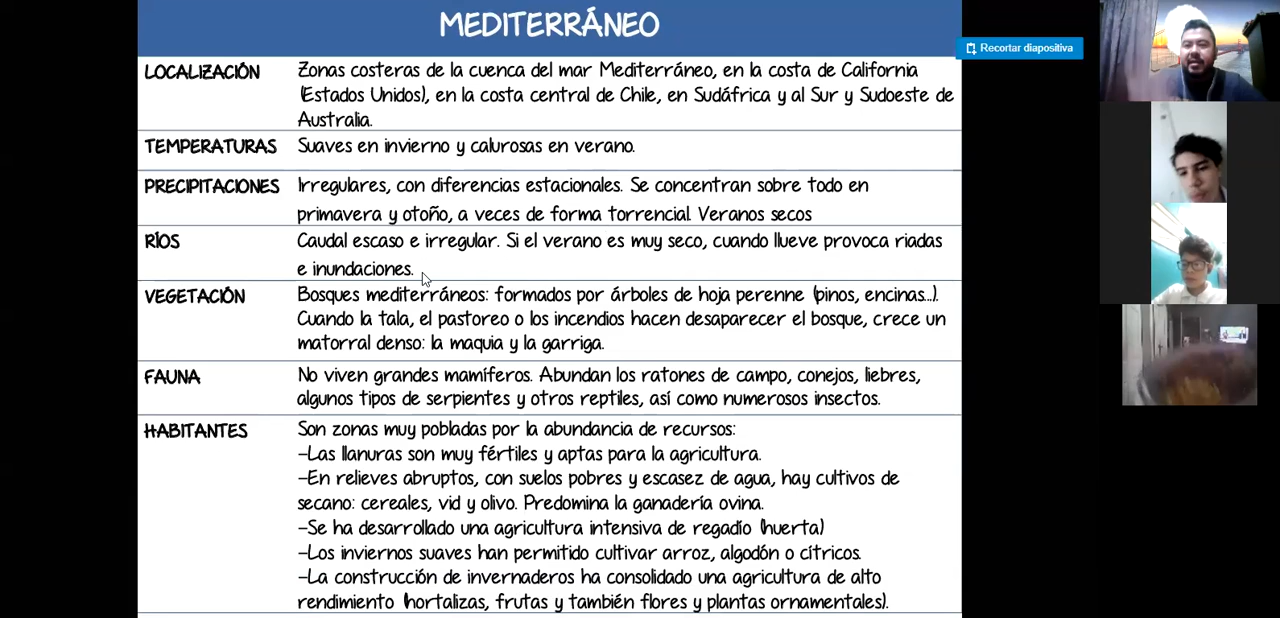 MEDITERRÁNEO
Recortar diapositiva
LOCALIZACIÓN
Zonas costeras de la cuenca del mar Mediterráneo, en la costa de California
(Estados Unidos), en la costa central de Chile, en Sudáfrica y al Sur y Sudoeste de
Australia.
TEMPERATURAS
Suaves en invierno y calurosas en verano.
PRECIPITACIONES
Irregulares, con diferencias estacionales. Se concentran sobre todo en
primavera y otoño, a veces de forma torrencial. Veranos secos
RÍOS
Caudal escaso e irregular. Si el verano es muy seco, cuando llueve provoca riadas
e inundaciones.
VEGETACIÓN
Bosques mediterráneos: formados por árboles de hoja perenne (pinos, encinas...).
Cuando la tala, el pastoreo o los incendios hacen desaparecer el bosque, crece un
matorral denso: la maquia y la garriga.
FAUNA
No viven grandes mamíferos. Abundan los ratones de campo, conejos, liebres,
algunos tipos de serpientes y otros reptiles, así como numerosos insectos.
HABITANTES
Son zonas muy pobladas por la abundancia de recursos:
-Las llanuras son muy fértiles y aptas para la agricultura.
-En relieves abruptos, con suelos pobres y escasez de agua, hay cultivos de
secano: cereales, vid y olivo. Predomina la ganadería ovina.
-Se ha desarrollado una agricultura intensiva de regadío (huerta)
-Los inviernos suaves han permitido cultivar arroz, algodón o cítricos.
-La construcción de invernaderos ha consolidado una agricultura de alto
rendimiento (hortalizas, frutas y también flores y plantas ornamentales).